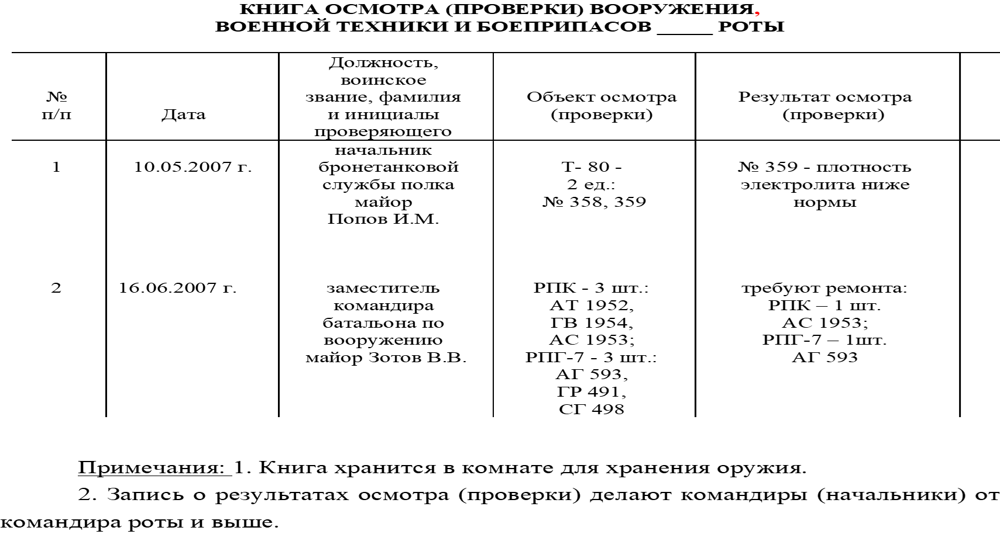 КНИГА ОСМОТРА (ПРОВЕРКИ) ВООРУЖЕНИЯ,
ВОЕННОЙ ТЕХНИКИ И БОЕПРИПАСОВ ______ РОТЫ
№
п/п
Дата
Должность,
воинское
звание, фамилия
и инициалы
проверяющего
Объект осмотра
(проверки)
Результат осмотра
(проверки)
1
10.05.2007 г.
начальник
бронетанковой
службы полка
майор
Попов И.М.
Т- 80 -
2 ед.:
№ 358, 359
№ 359 - плотность
электролита ниже
нормы
2
16.06.2007 г.
заместитель
командира
батальона по
вооружению
майор Зотов В.В.
РПК - 3 шт.:
АТ 1952,
ГВ 1954,
АС 1953;
РПГ-7 - 3 шт.:
АГ 593,
ГР 491,
СГ 498
требуют ремонта:
РПК – 1 шт.
АС 1953;
РПГ-7 – 1шт.
АГ 593
Примечания: 1. Книга хранится в комнате для хранения оружия.
2. Запись о результатах осмотра (проверки) делают командиры (начальники) от
командира роты и выше.